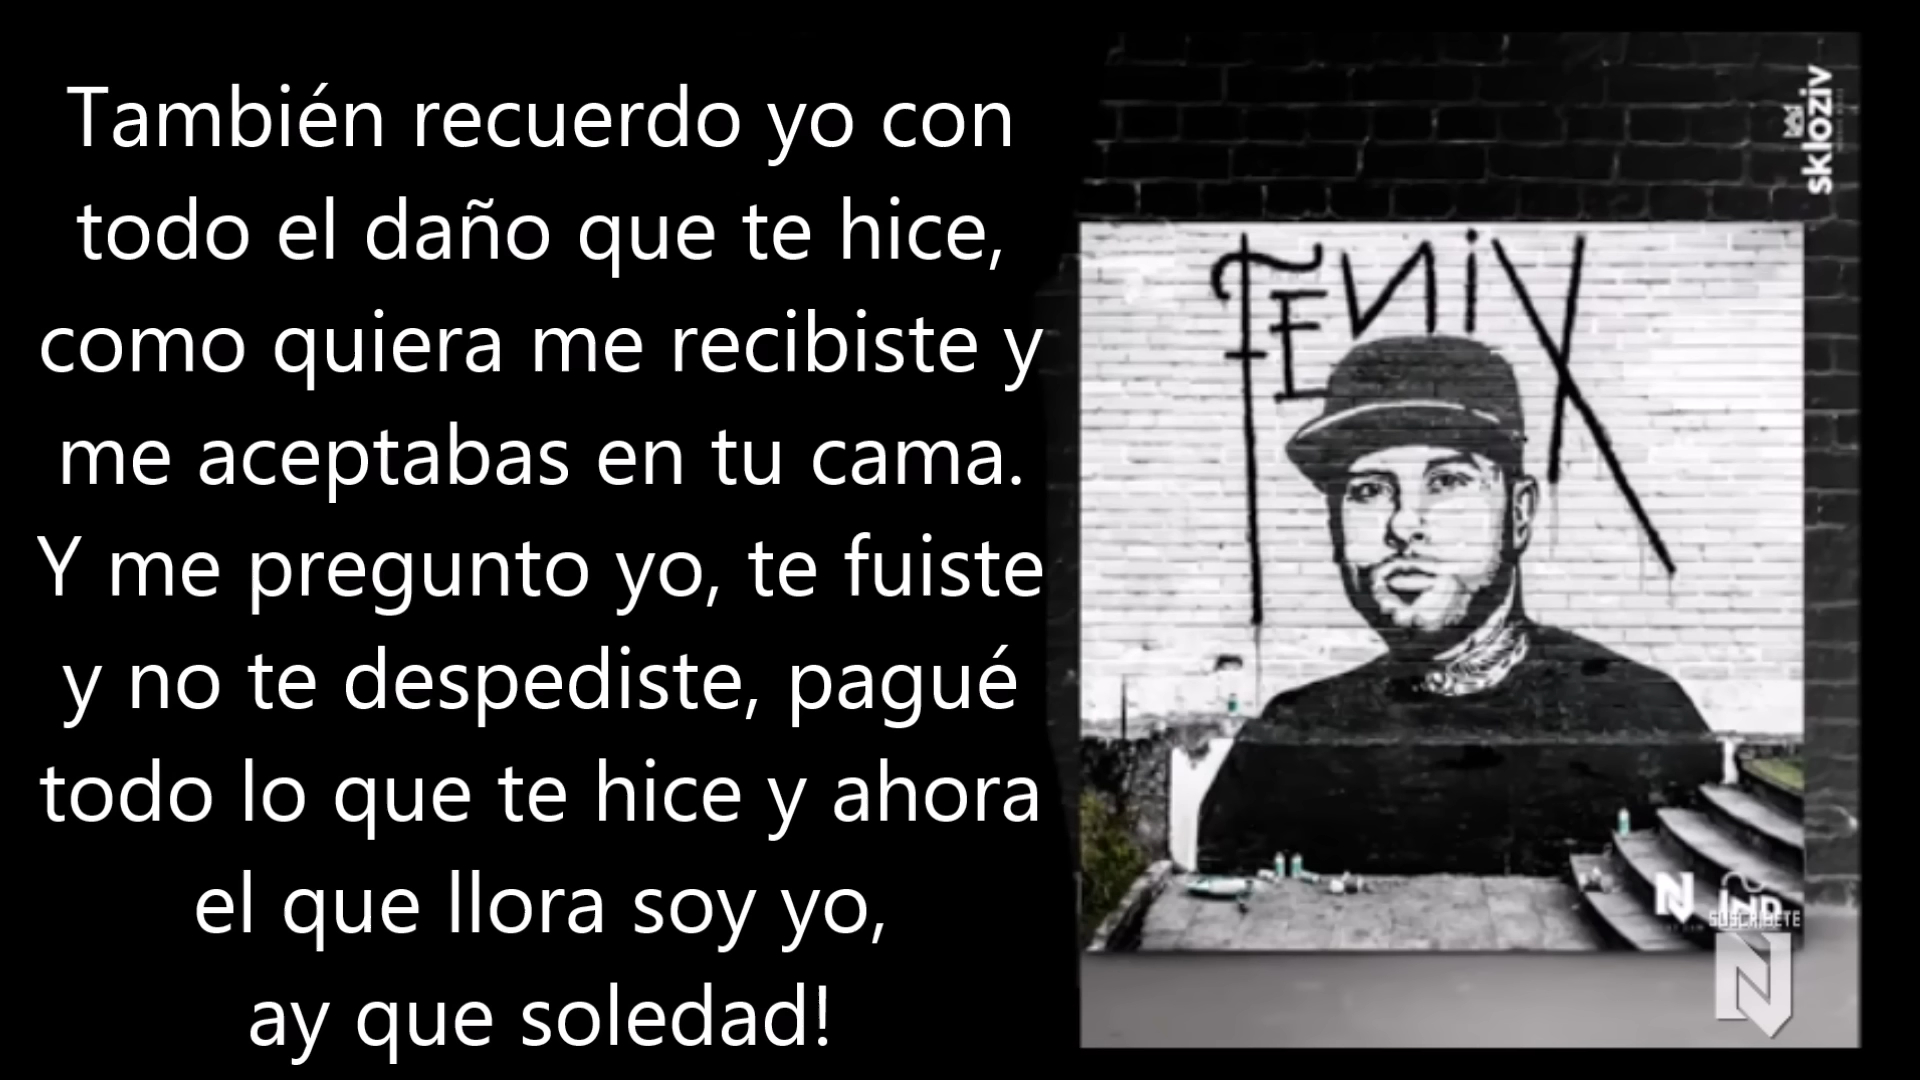 También recuerdo yo con
todo el daño que te hice,
como quiera me recibiste y
me aceptabas en tu cama.
Y me pregunto yo, te fuiste
y no te despediste, pagué
todo lo que te hice y ahora
el que llora soy yo,
ay que soledad!
FENiX
skloziv
N
IND
SUSCRIBETE
N